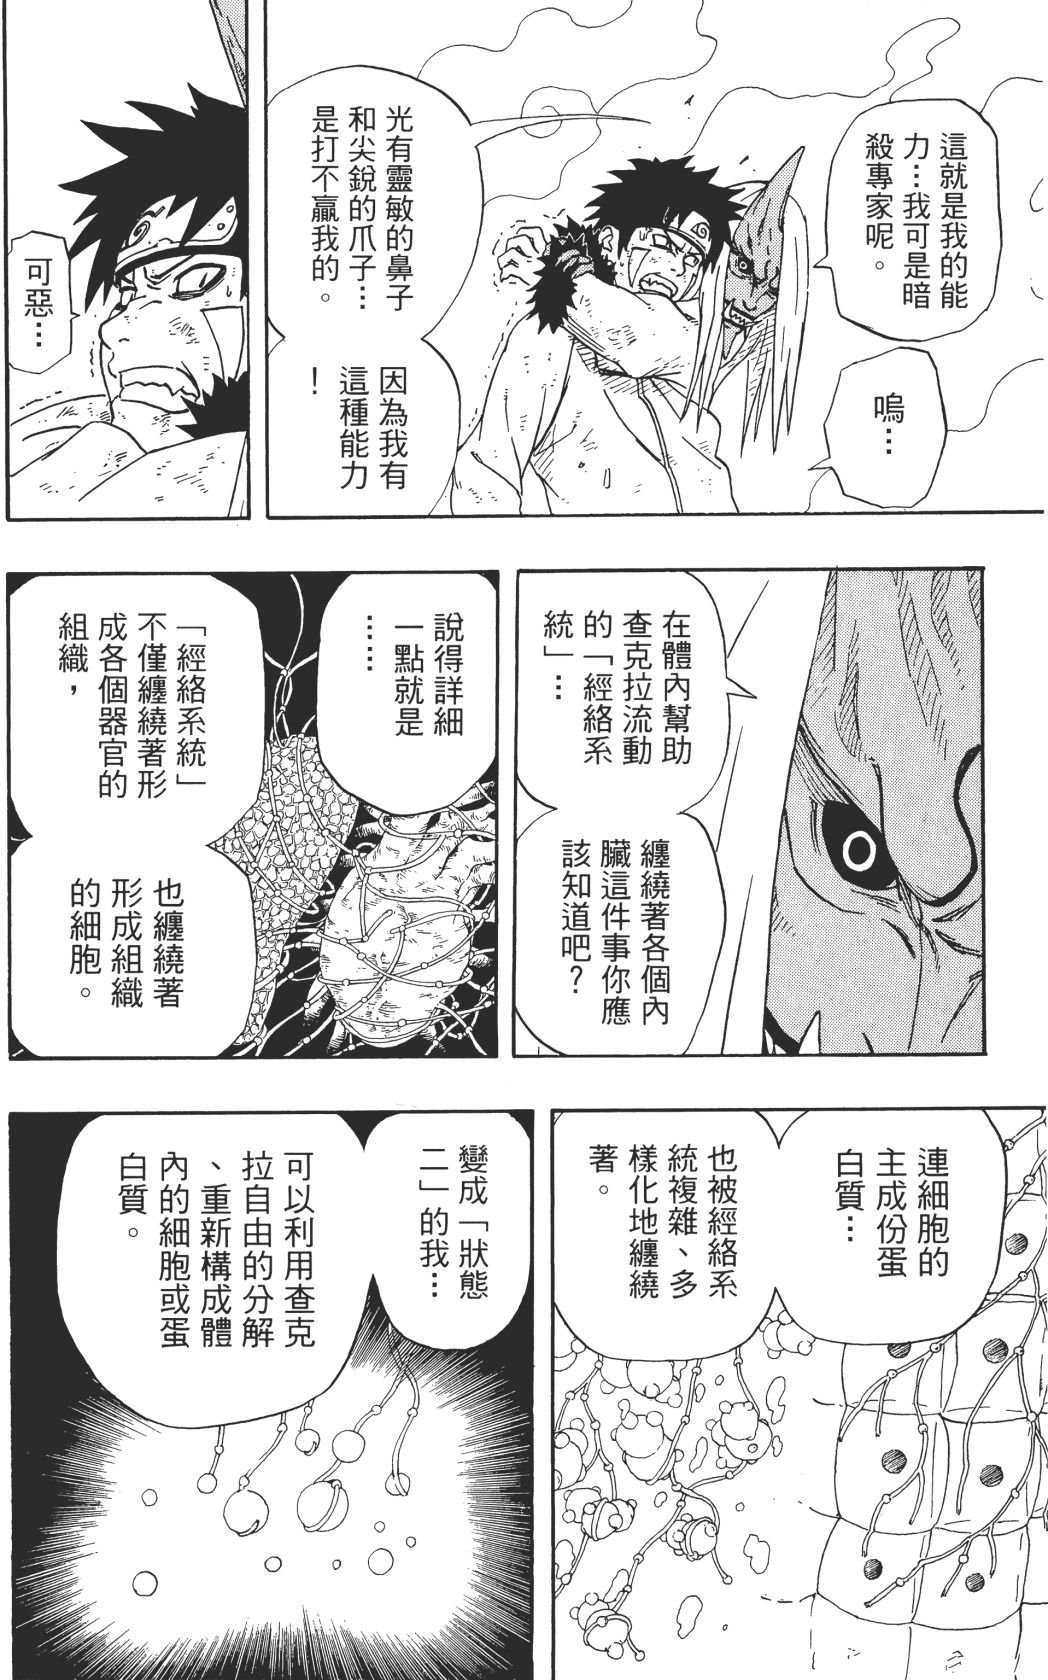 這就是我的能
力…我可是暗
殺專家呢。
嗚…
光有靈敏的鼻子
和尖銳的爪子…
是打不贏我的。
因為我有
這種能力
！
可惡…
在體內幫助
查克拉流動
的「經絡系
統」…
纏繞著各個內
臟這件事你應
該知道吧？
說得詳細
一點就是
……
「經絡系統」
不僅纏繞著形
成各個器官的
組織，
也纏繞著
形成組織
的細胞。
連細胞的
主成份蛋
白質…
也被經絡系
統複雜、多
樣化地纏繞
著。
變成「狀態
二」的我…
可以利用查克
拉自由的分解
、重新構成體
內的細胞或蛋
白質。